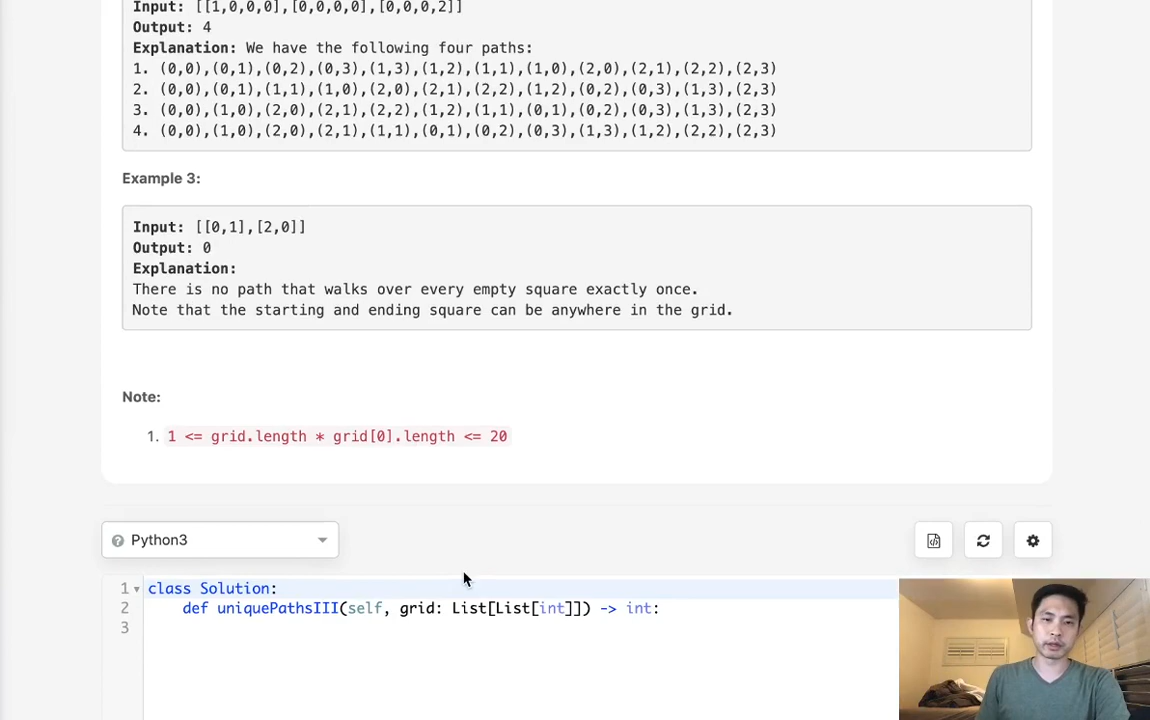 Input: [[1,0,0,0],[0,0,0,0],[0,0,0,2]]
Output: 4
Explanation: We have the following four paths:
1. (0,0),(0,1),(0,2),(0,3),(1,3),(1,2),(1,1),(1,0),(2,0),(2,1),(2,2),(2,3)
2. (0,0),(0,1),(1,1),(1,0),(2,0),(2,1),(2,2),(1,2),(0,2),(0,3),(1,3),(2,3)
3. (0,0),(1,0),(2,0),(2,1),(2,2),(1,2),(1,1),(0,1),(0,2),(0,3),(1,3),(2,3)
4. (0,0),(1,0),(2,0),(2,1),(1,1),(0,1),(0,2),(0,3),(1,3),(1,2),(2,2),(2,3)
Example 3:
Input: [[0,1],[2,0]]
Output: 0
Explanation:
There is no path that walks over every empty square exactly once.
Note that the starting and ending square can be anywhere in the grid.
Note:
1. 1 <= grid.length * grid[0].length <= 20
Python3
1 class Solution:
2 def uniquePathsIII(self, grid: List[List[int]]) -> int:
3